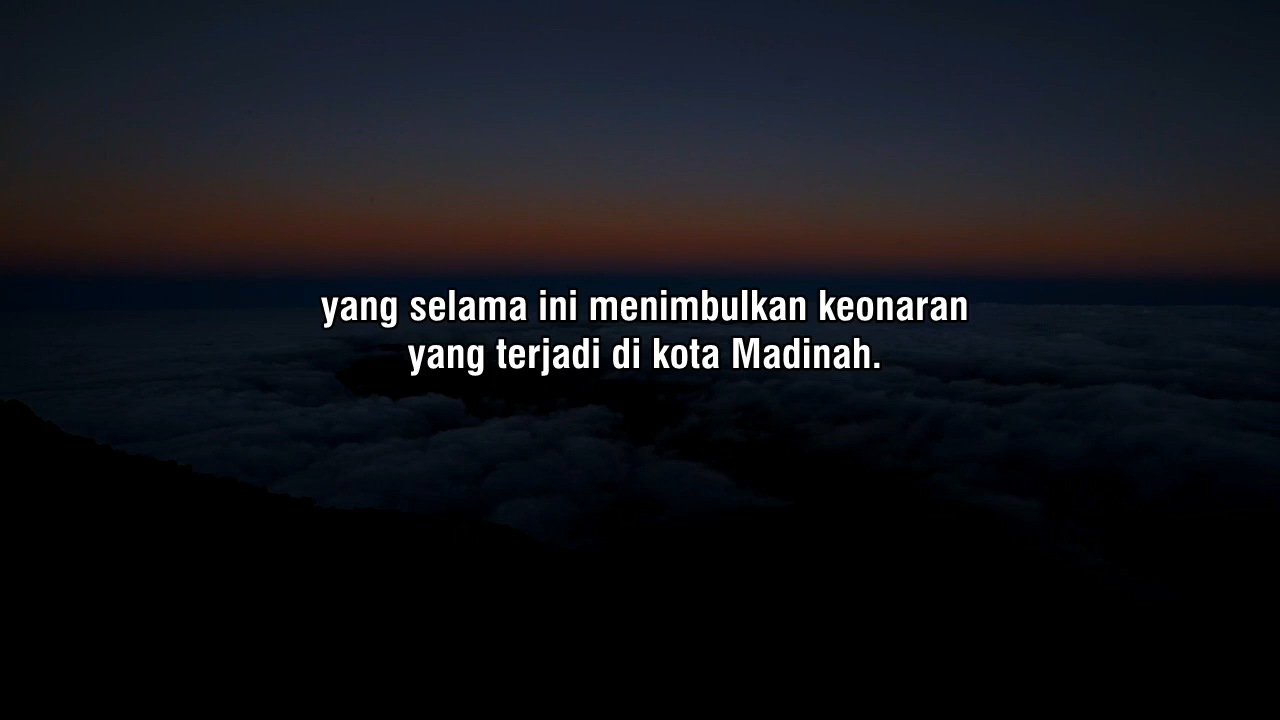 yang selama ini menimbulkan keonaran
yang terjadi di kota Madinah.